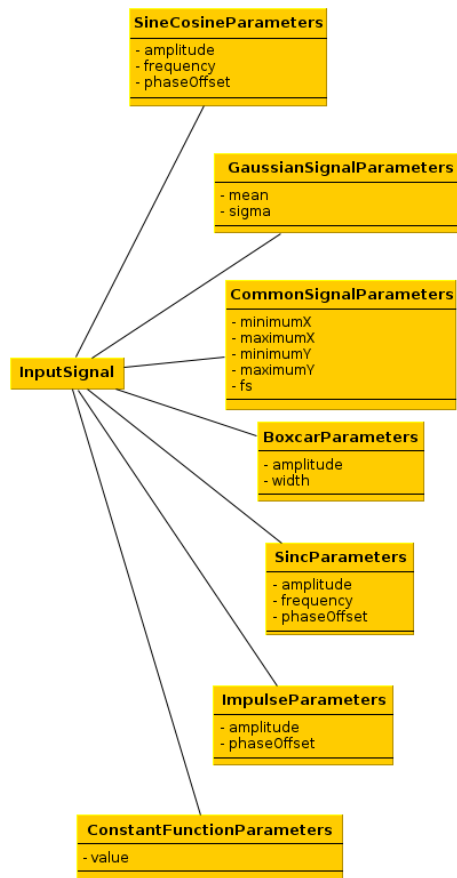 SineCosineParameters
- amplitude
- frequency
- phaseOffset
GaussianSignalParameters
- mean
- sigma
CommonSignalParameters
- minimumX
- maximumX
- minimumY
- maximumY
- fs
InputSignal
BoxcarParameters
- amplitude
- width
SincParameters
- amplitude
- frequency
- phaseOffset
ImpulseParameters
- amplitude
- phaseOffset
ConstantFunctionParameters
- value